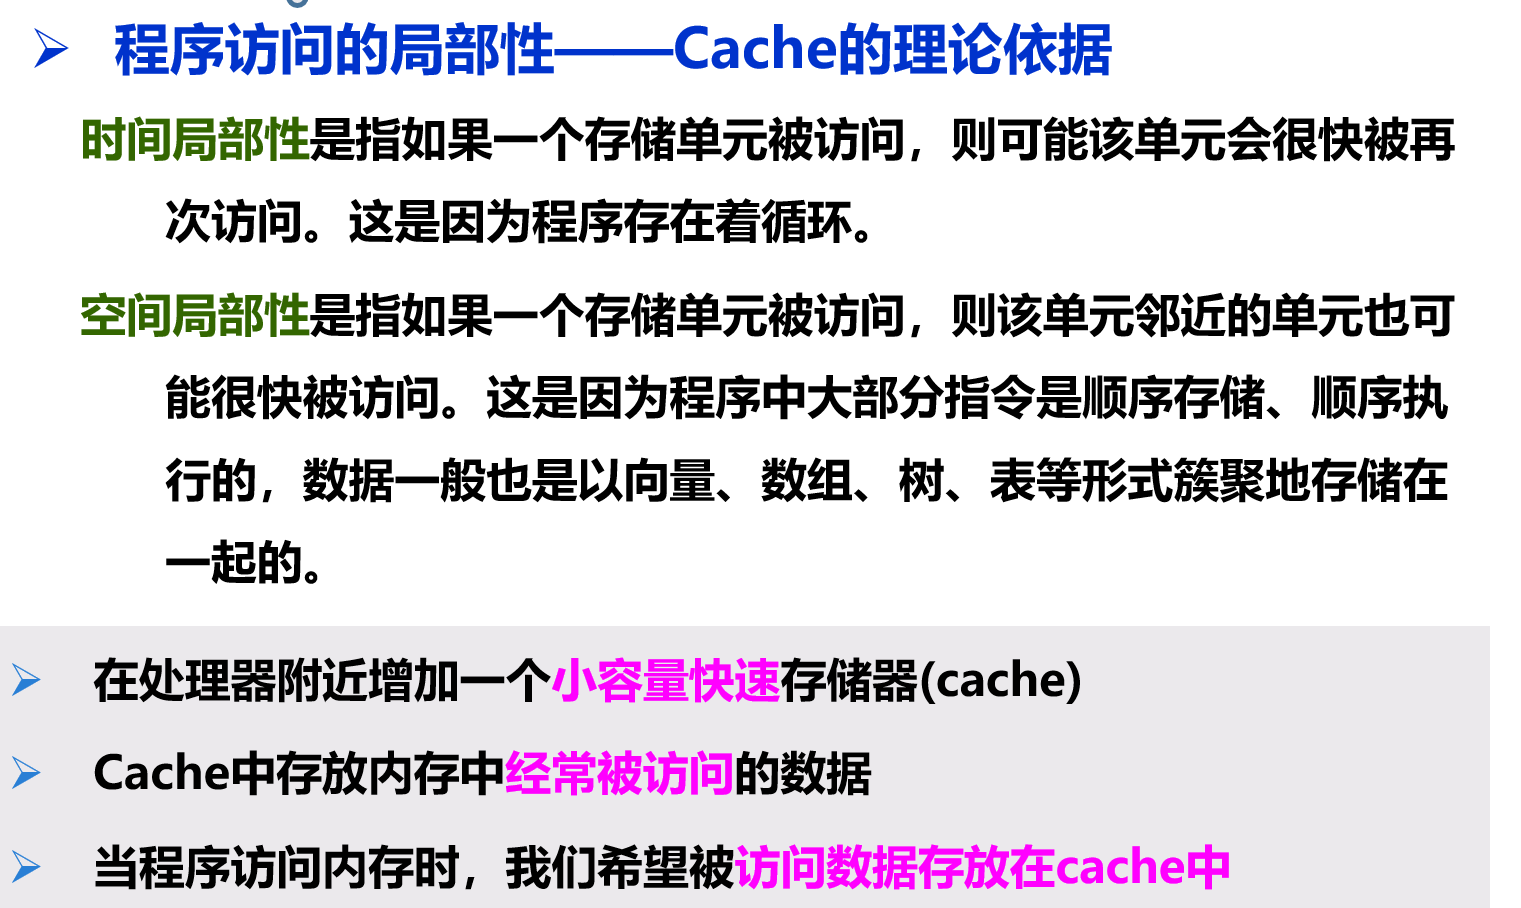 程序访问的局部性——Cache的理论依据
时间局部性是指如果一个存储单元被访问，则可能该单元会很快被再
次访问。这是因为程序存在着循环。
空间局部性是指如果一个存储单元被访问，则该单元邻近的单元也可
能很快被访问。这是因为程序中大部分指令是顺序存储、顺序执
行的，数据一般也是以向量、数组、树、表等形式簇聚地存储在
一起的。
在处理器附近增加一个小容量快速存储器(cache)
Cache中存放内存中经常被访问的数据
当程序访问内存时，我们希望被访问数据存放在cache中